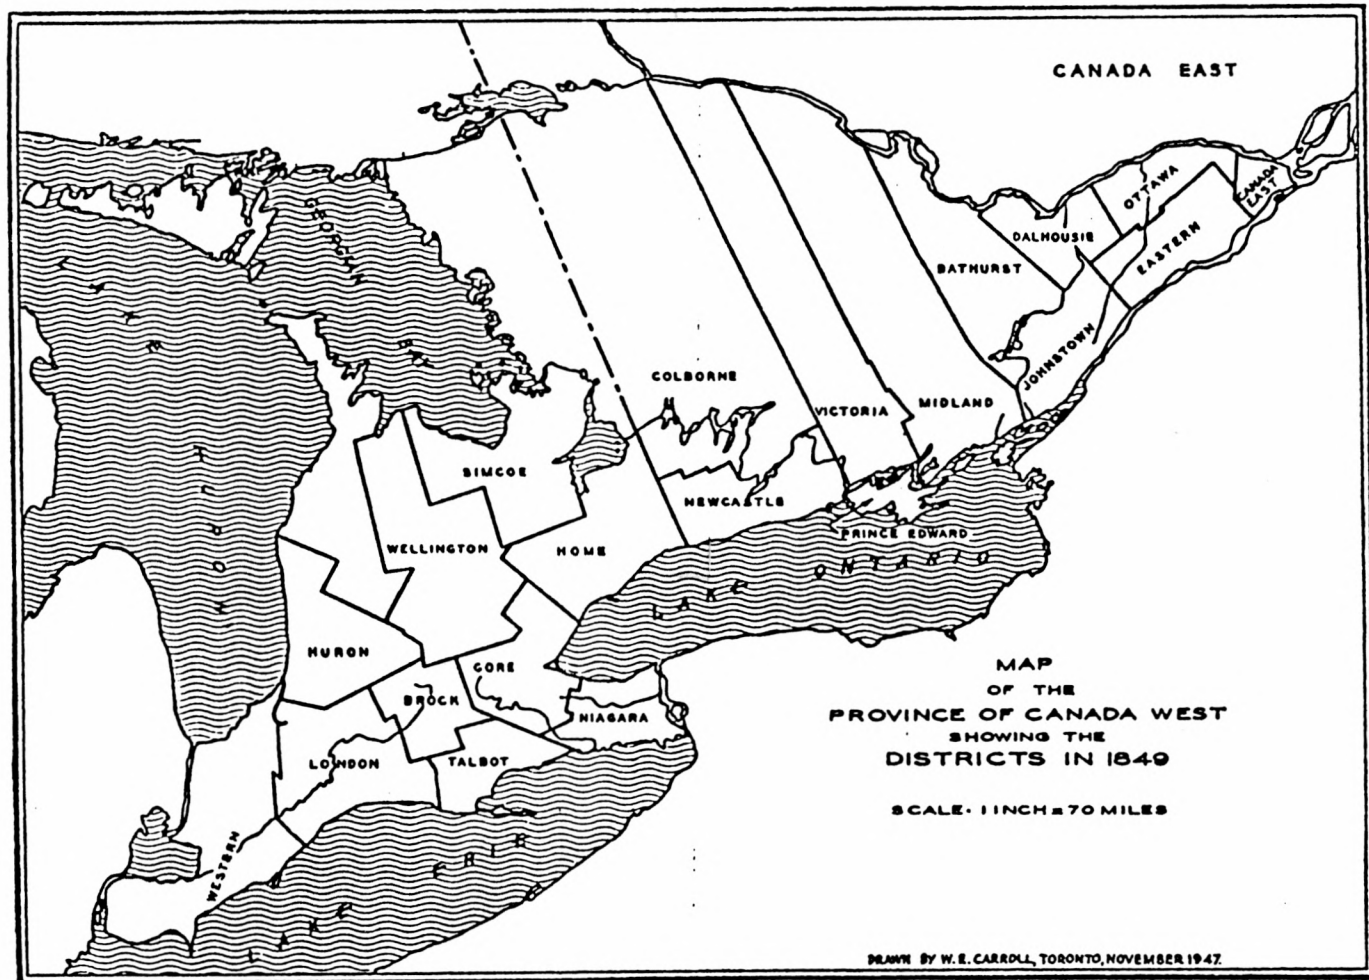 CANADA EAST
OTTAWA
CANADA
EAST
DALHOUSIE
EASTERN
BATHURST
GEORGIAN
BAY
LAKE
HURON
JOHNSTOWN
COLBORNE
VICTORIA
MIDLAND
SIMCOE
NEWCASTLE
PRINCE EDWARD
WELLINGTON
HOME
LAKE ONTARIO
HURON
GORE
BROCK
NIAGARA
LONDON
TALBOT
WESTERN
LAKE ERIE
MAP
OF THE
PROVINCE OF CANADA WEST
SHOWING THE
DISTRICTS IN 1849
SCALE · 1 INCH = 70 MILES
DRAWN BY W. E. CARROLL, TORONTO, NOVEMBER 1947.